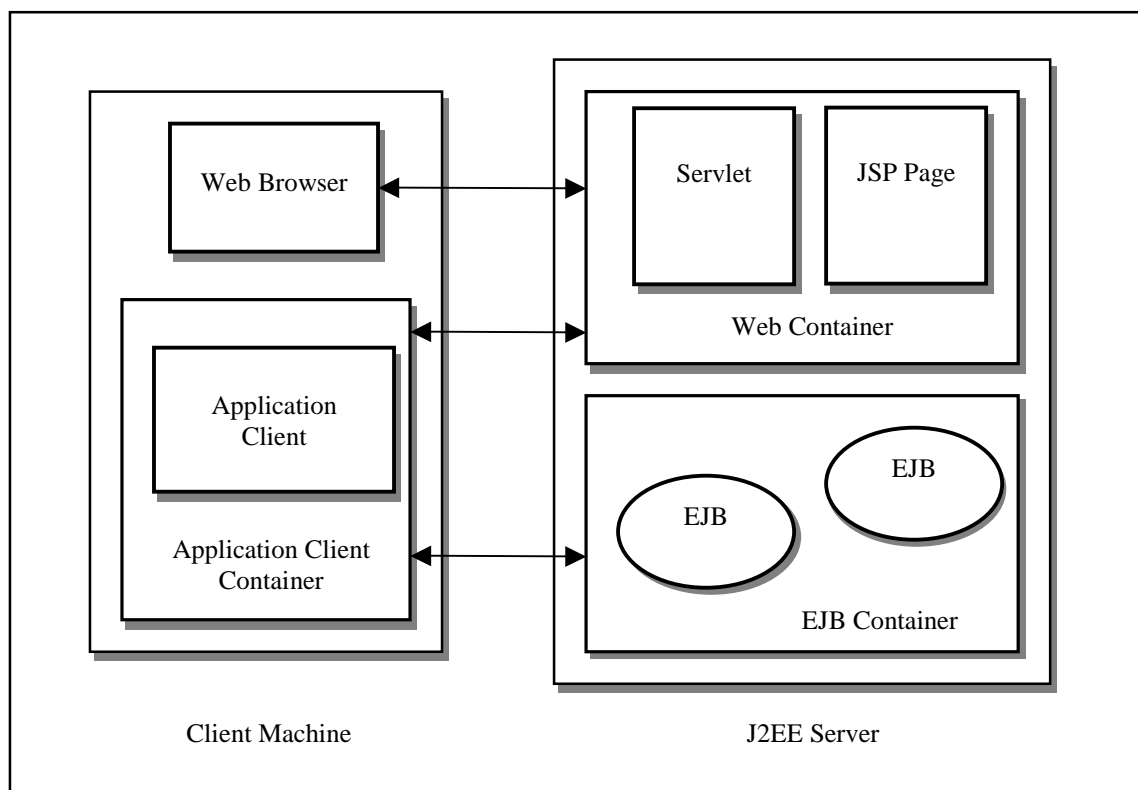 Web Browser
Application
Client
Application Client
Container
Client Machine
Servlet
JSP Page
Web Container
EJB
EJB
EJB Container
J2EE Server